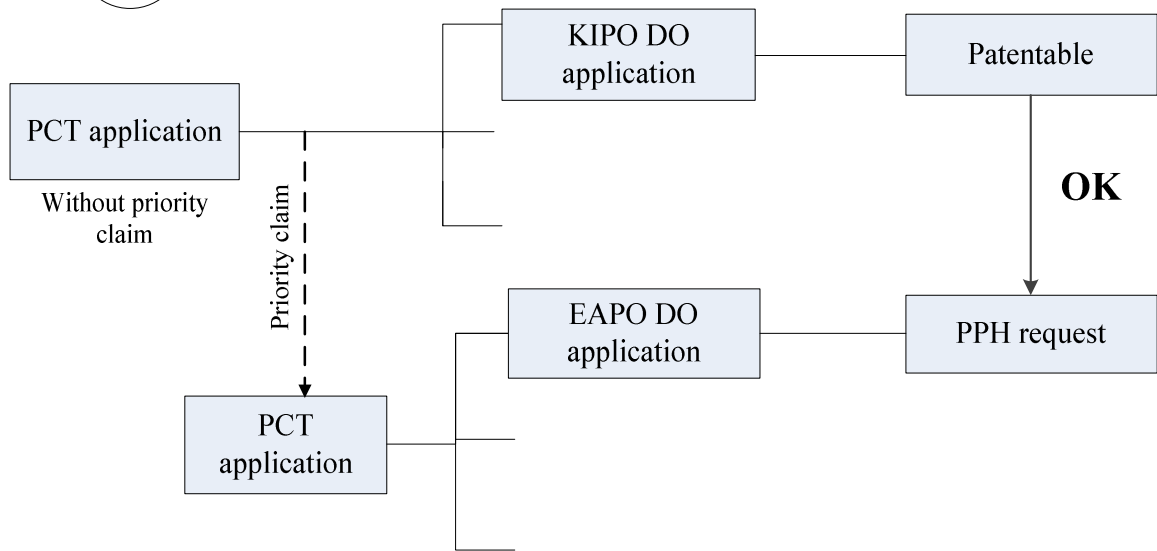 KIPO DO
application
Patentable
PCT application
Without priority
claim
Priority claim
OK
EAPO DO
application
PPH request
PCT
application